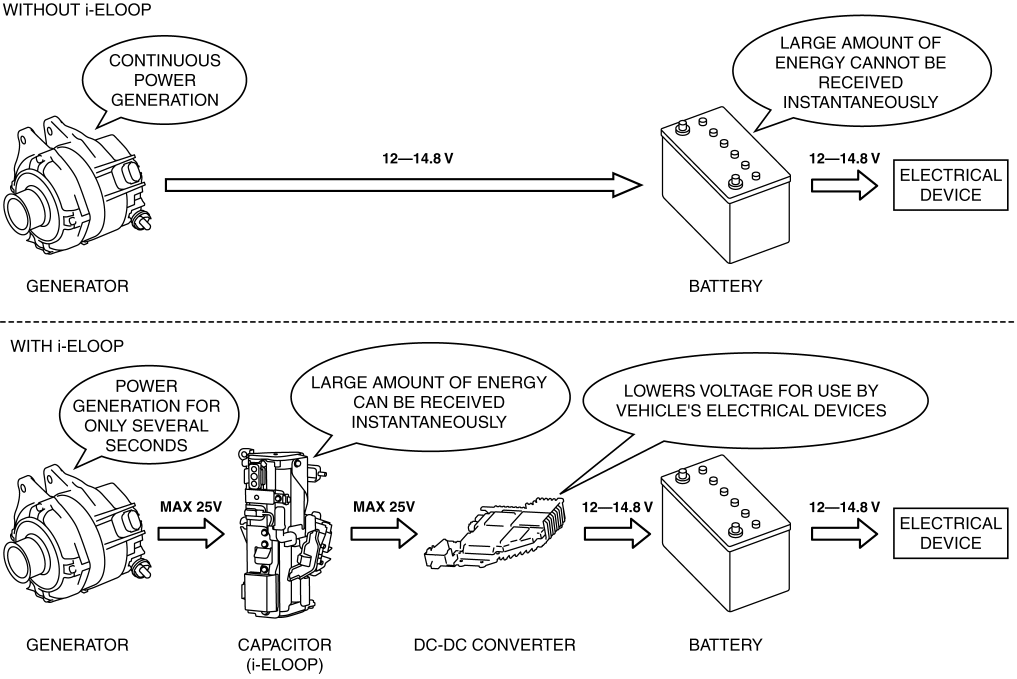 WITHOUT i-ELOOP
CONTINUOUS
POWER
GENERATION
LARGE AMOUNT OF
ENERGY CANNOT BE
RECEIVED
INSTANTANEOUSLY
12—14.8 V
12—14.8 V
ELECTRICAL
DEVICE
GENERATOR
BATTERY
WITH i-ELOOP
POWER
GENERATION FOR
ONLY SEVERAL
SECONDS
LARGE AMOUNT OF ENERGY
CAN BE RECEIVED
INSTANTANEOUSLY
LOWERS VOLTAGE FOR USE BY
VEHICLE'S ELECTRICAL DEVICES
MAX 25V
MAX 25V
12—14.8 V
12—14.8 V
ELECTRICAL
DEVICE
GENERATOR
CAPACITOR
(i-ELOOP)
DC-DC CONVERTER
BATTERY